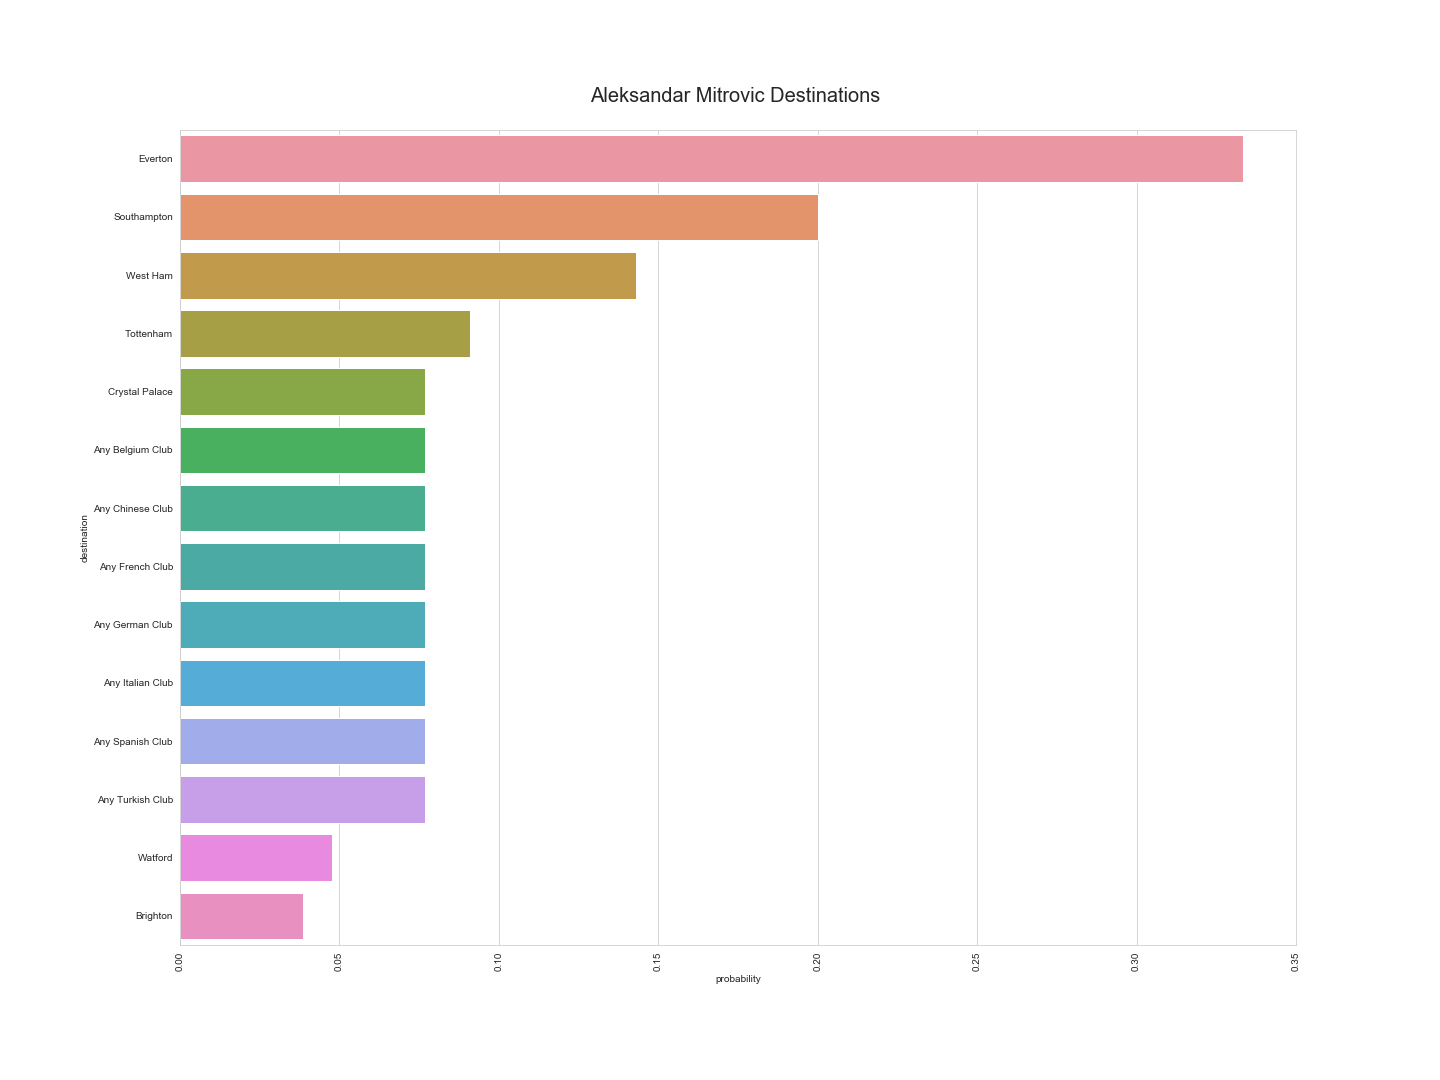 Aleksandar Mitrovic Destinations
destination
Everton
Southampton
West Ham
Tottenham
Crystal Palace
Any Belgium Club
Any Chinese Club
Any French Club
Any German Club
Any Italian Club
Any Spanish Club
Any Turkish Club
Watford
Brighton
0.00
0.05
0.10
0.15
0.20
0.25
0.30
0.35
probability